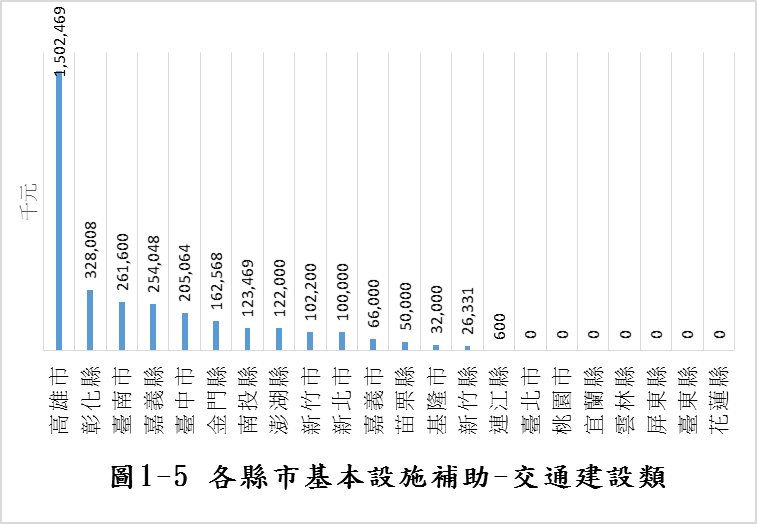 千元
1,502,469
328,008
261,600
254,048
205,064
162,568
123,469
122,000
102,200
100,000
66,000
50,000
32,000
26,331
600
0
0
0
0
0
0
0
高雄市
彰化縣
臺南市
嘉義縣
臺中市
金門縣
南投縣
澎湖縣
新竹市
新北市
嘉義市
苗栗縣
基隆市
新竹縣
連江縣
臺北市
桃園市
宜蘭縣
雲林縣
屏東縣
臺東縣
花蓮縣
圖1-5 各縣市基本設施補助-交通建設類